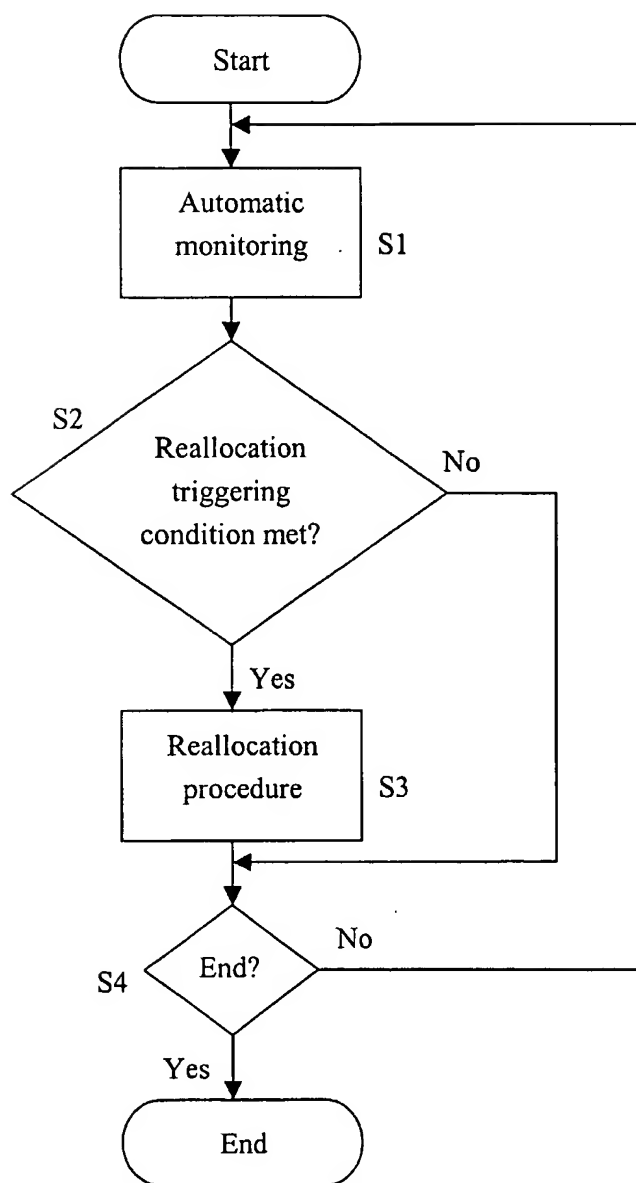 Start
Automatic
monitoring
S1
S2
Reallocation
triggering
condition met?
No
Yes
Reallocation
procedure
S3
End?
No
S4
Yes
End